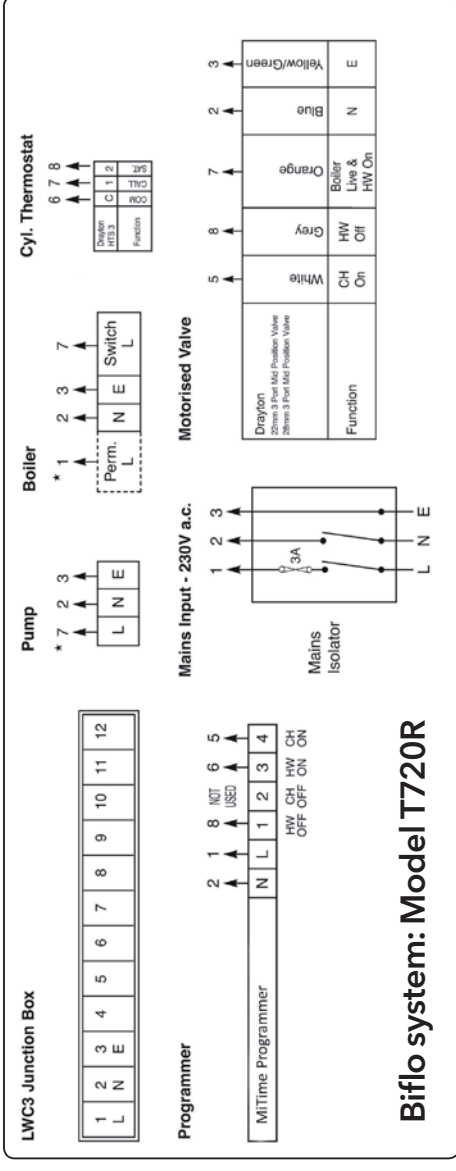 LWC3 Junction Box
1 2 3 4 5 6 7 8 9 10 11 12
L N E
Pump
* 7 2 3
L N E
Boiler
* 1 2 3 7
Perm. L N E Switch L
Cyl. Thermostat
6 7 8
Drayton HTS3 C 1 2
Function COM CALL SAT.
Programmer
2 1 8 NOT USED 6 5
MiTime Programmer N L 1 2 3 4
HW OFF CH OFF HW ON CH ON
Mains Input - 230V a.c.
1 2 3
3A
Mains
Isolator
L N E
Motorised Valve
5 8 7 2 3
Drayton
22mm 3 Port Mid Position Valve
28mm 3 Port Mid Position Valve
White Grey Orange Blue Yellow/Green
Function CH On HW Off Boiler Live & HW On N E
Biflo system: Model T720R